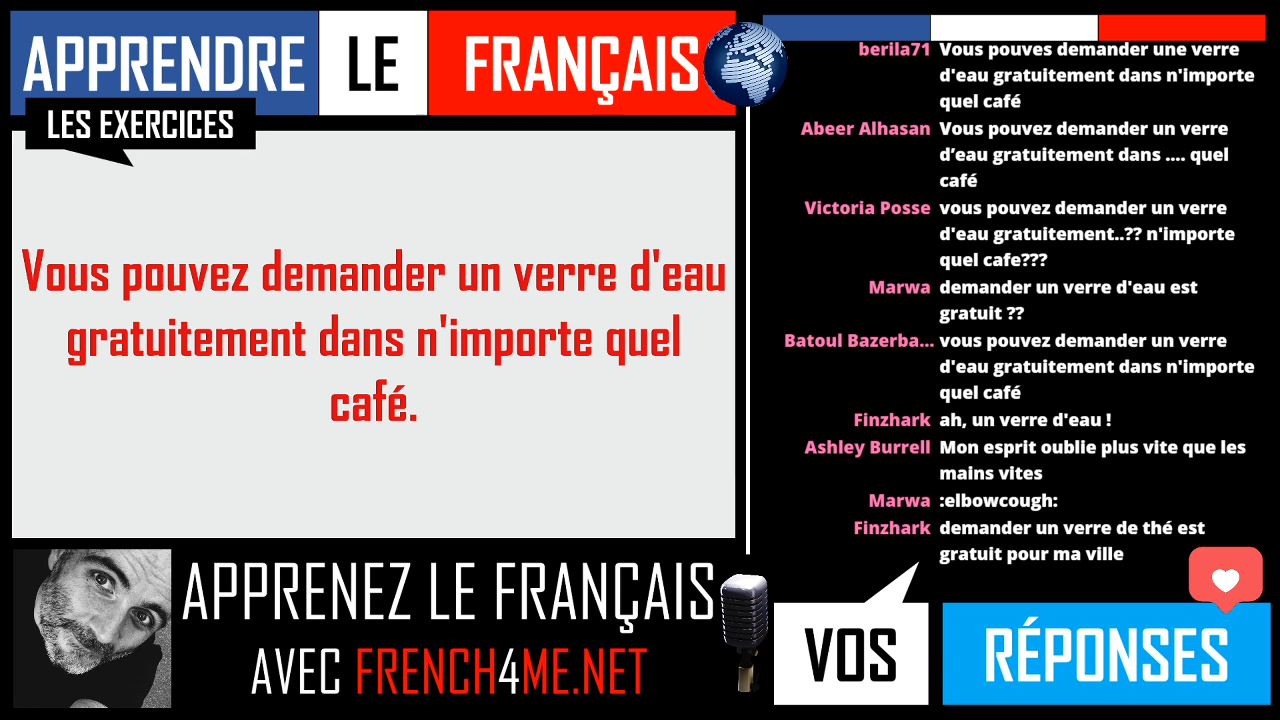 APPRENDRE LE FRANÇAIS
LES EXERCICES
Vous pouvez demander un verre d'eau
gratuitement dans n'importe quel
café.
APPRENEZ LE FRANÇAIS
AVEC FRENCH4ME.NET
berila71 Vous pouves demander une verre
d'eau gratuitement dans n'importe
quel café
Abeer Alhasan Vous pouvez demander un verre
d’eau gratuitement dans .... quel
café
Victoria Posse vous pouvez demander un verre
d'eau gratuitement..?? n'importe
quel cafe???
Marwa demander un verre d'eau est
gratuit ??
Batoul Bazerba... vous pouvez demander un verre
d'eau gratuitement dans n'importe
quel café
Finzhark ah, un verre d'eau !
Ashley Burrell Mon esprit oublie plus vite que les
mains vites
Marwa :elbowcough:
Finzhark demander un verre de thé est
gratuit pour ma ville
VOS RÉPONSES